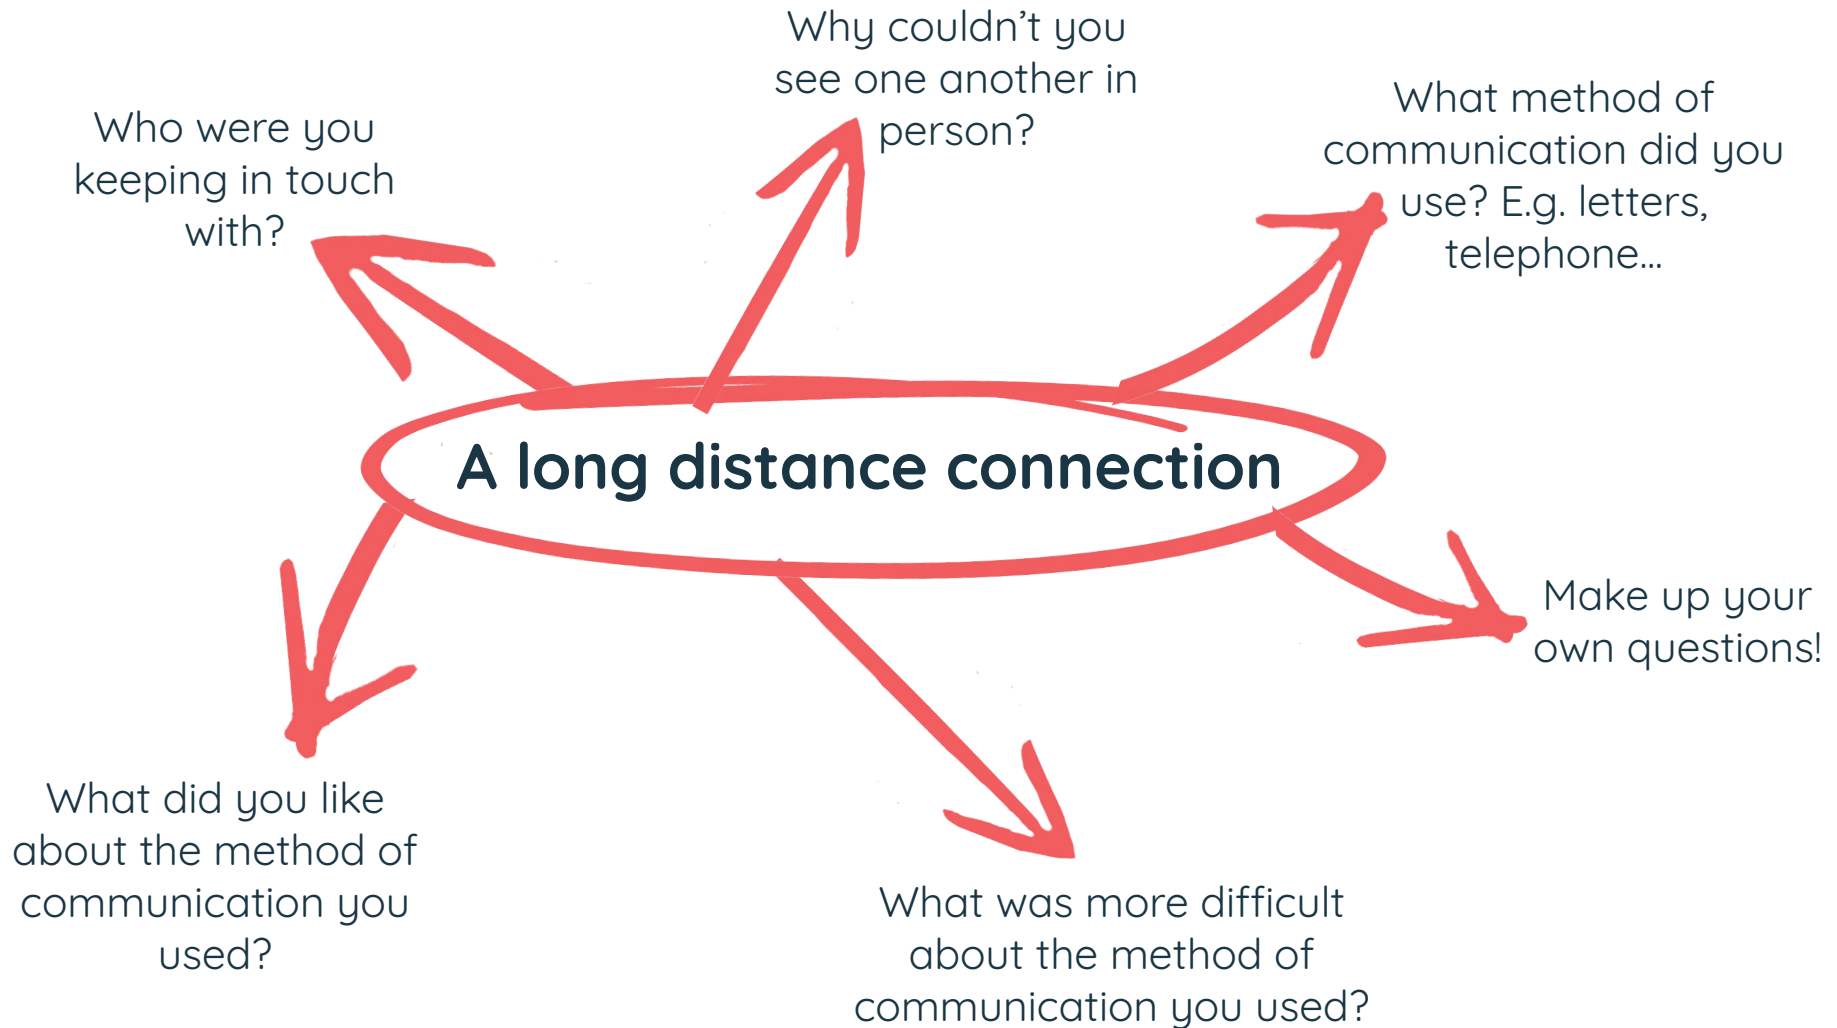 Why couldn’t you
see one another in
person?
Who were you
keeping in touch
with?
What method of
communication did you
use? E.g. letters,
telephone...
A long distance connection
Make up your
own questions!
What did you like
about the method of
communication you
used?
What was more difficult
about the method of
communication you used?